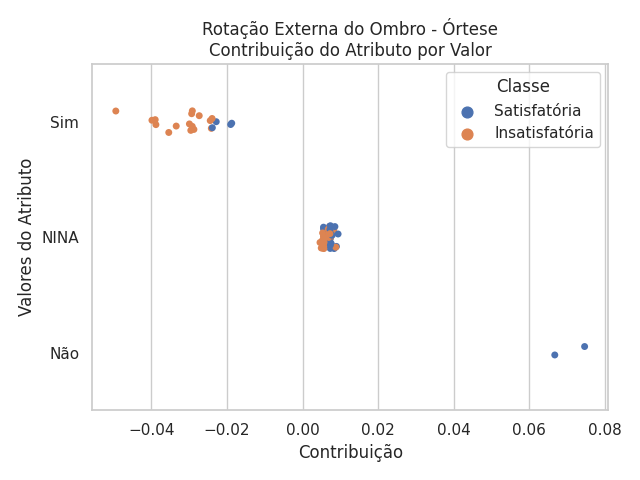 Rotação Externa do Ombro - Órtese
Contribuição do Atributo por Valor
Classe
Satisfatória
Insatisfatória
Valores do Atributo
Sim
NINA
Não
−0.04 −0.02 0.00 0.02 0.04 0.06 0.08
Contribuição